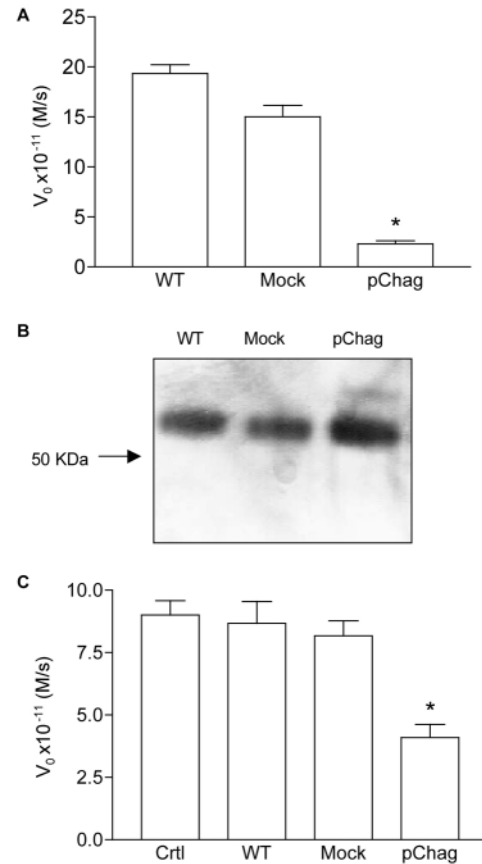 A
V₀ x10⁻¹¹ (M/s)
25
20
15
10
5
0
*
WT Mock pChag
B
WT Mock pChag
50 KDa
C
V₀ x10⁻¹¹ (M/s)
10.0
7.5
5.0
2.5
0.0
*
Crtl WT Mock pChag